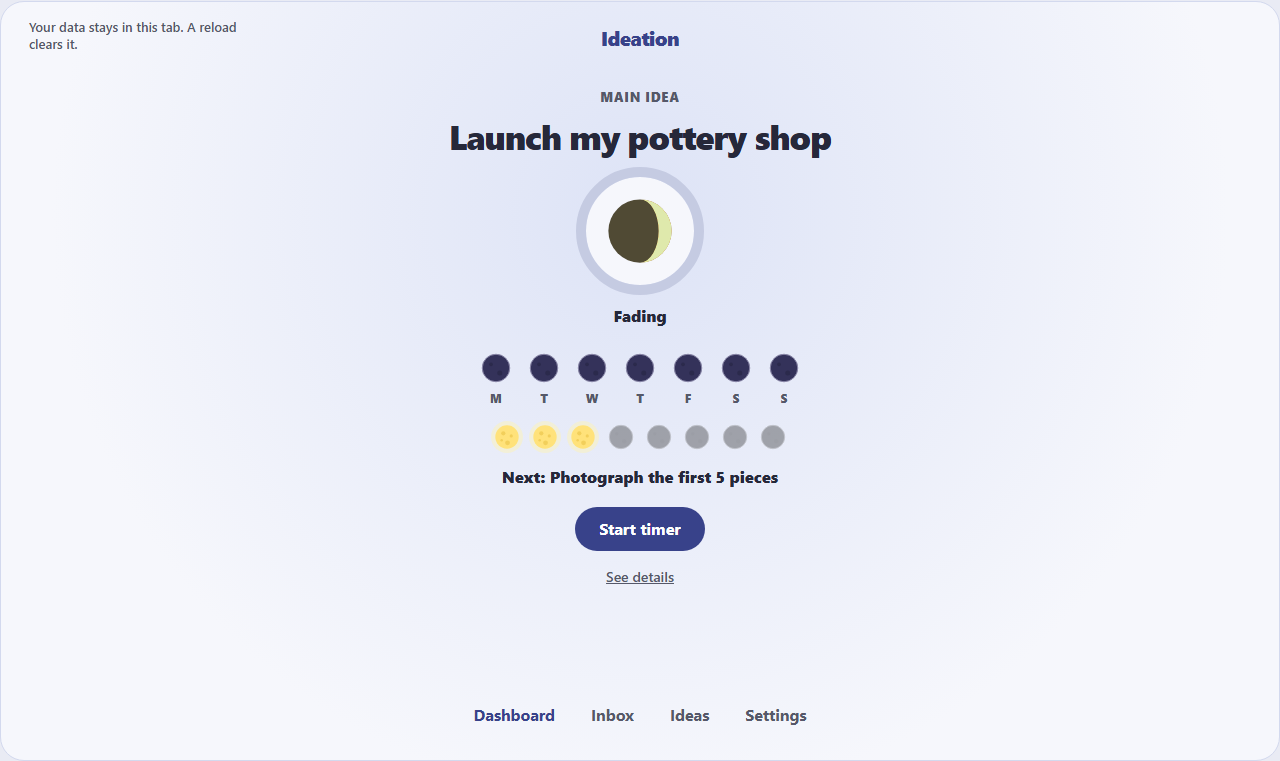 Your data stays in this tab. A reload
clears it.
Ideation
MAIN IDEA
Launch my pottery shop
Fading
M T W T F S S
Next: Photograph the first 5 pieces
Start timer
See details
Dashboard Inbox Ideas Settings